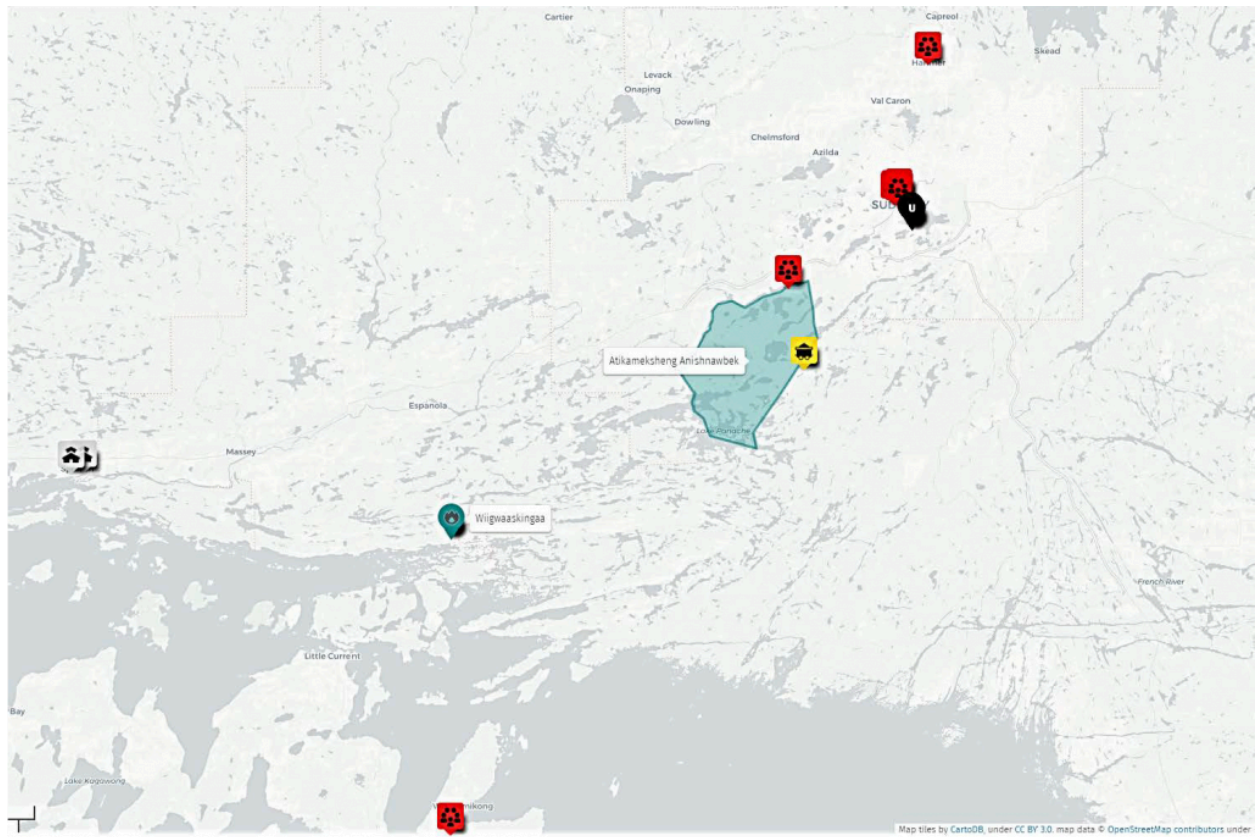 Cartier
Capreol
Skead
Levack
Onaping
Val Caron
Dowling
Chelmsford
Azilda
U
Atikameksheng Anishnawbek
Espanola
Lake Panache
Massey
Wiigwaaskingaa
French River
Little Current
Bay
Lake Kagawong
Map tiles by CartoDB, under CC BY 3.0. map data © OpenStreetMap contributors under